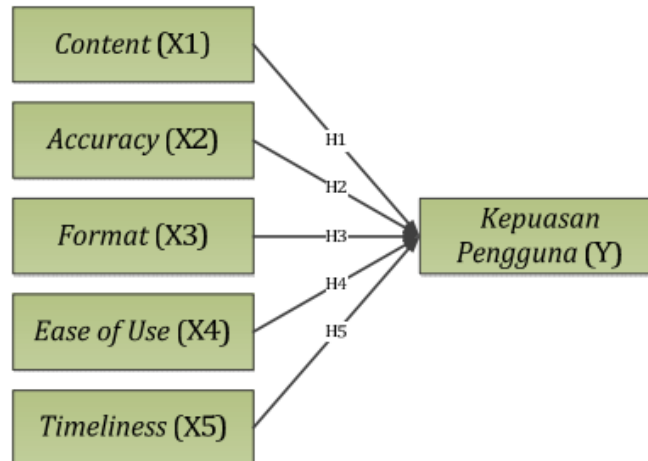 Content (X1)
H1
Accuracy (X2)
H2
Format (X3)
H3
Kepuasan
Pengguna (Y)
H4
Ease of Use (X4)
H5
Timeliness (X5)